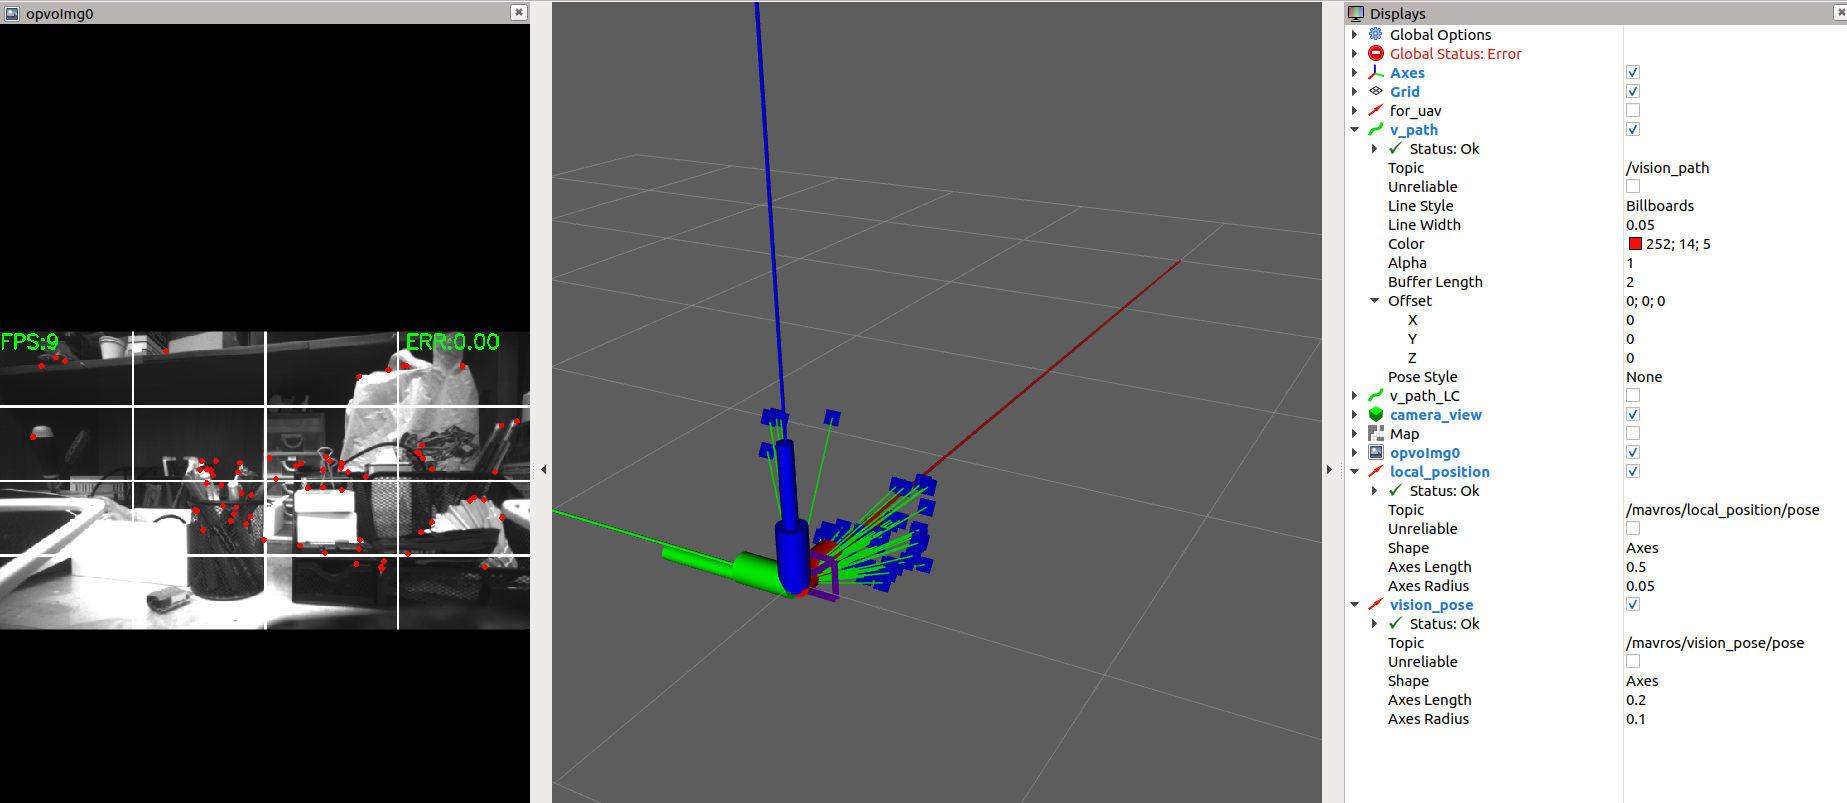 opvoImg0
FPS:9 ERR:0.00
Displays
Global Options
Global Status: Error
Axes
Grid
for_uav
v_path
Status: Ok
Topic /vision_path
Unreliable
Line Style Billboards
Line Width 0.05
Color 252; 14; 5
Alpha 1
Buffer Length 2
Offset 0; 0; 0
X 0
Y 0
Z 0
Pose Style None
v_path_LC
camera_view
Map
opvoImg0
local_position
Status: Ok
Topic /mavros/local_position/pose
Unreliable
Shape Axes
Axes Length 0.5
Axes Radius 0.05
vision_pose
Status: Ok
Topic /mavros/vision_pose/pose
Unreliable
Shape Axes
Axes Length 0.2
Axes Radius 0.1